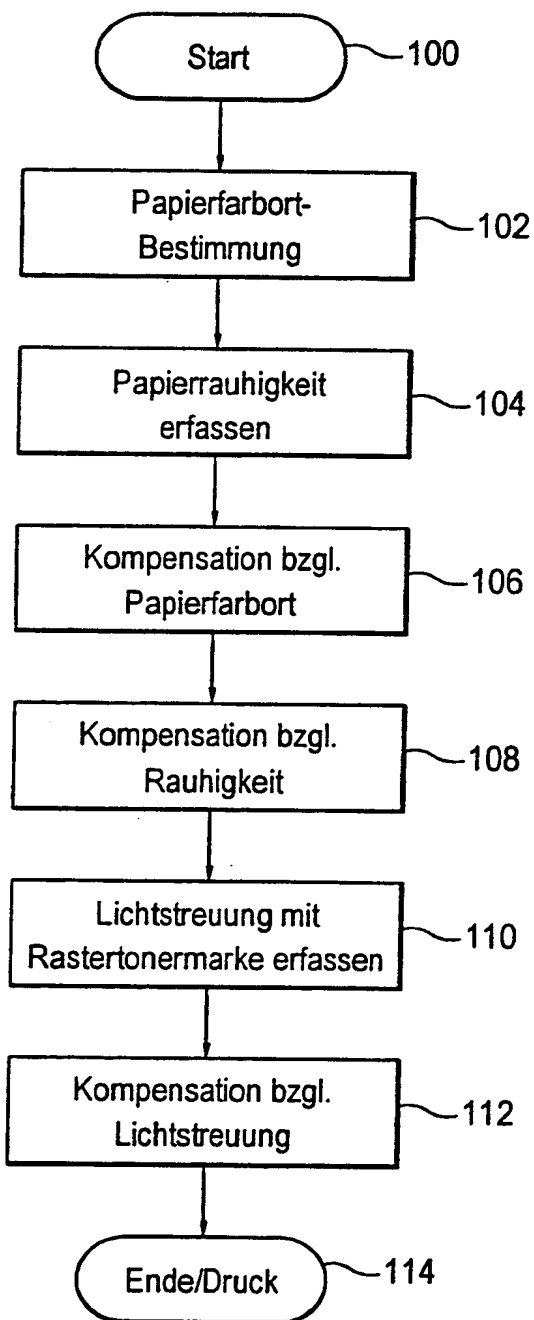 Start
100
Papierfarbort-
Bestimmung
102
Papierrauhigkeit
erfassen
104
Kompensation bzgl.
Papierfarbort
106
Kompensation bzgl.
Rauhigkeit
108
Lichtstreuung mit
Rastertonermarke erfassen
110
Kompensation bzgl.
Lichtstreuung
112
Ende/Druck
114